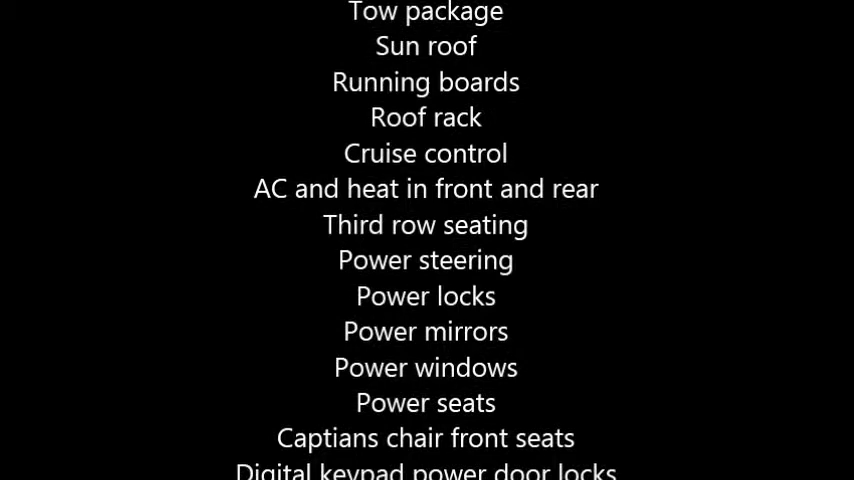 Tow package
Sun roof
Running boards
Roof rack
Cruise control
AC and heat in front and rear
Third row seating
Power steering
Power locks
Power mirrors
Power windows
Power seats
Captians chair front seats
Digital keypad power door locks